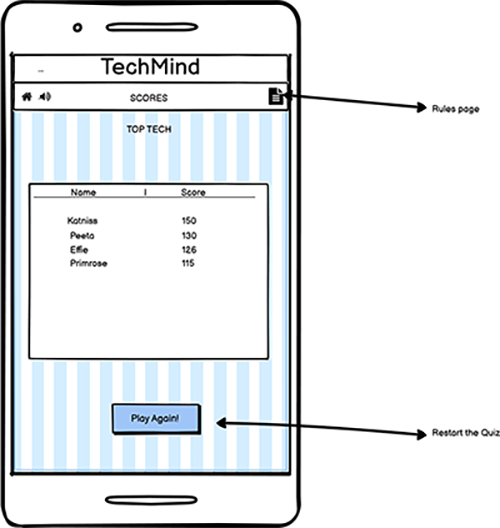 TechMind
SCORES
Rules page
TOP TECH
Name | Score
Katniss 150
Peeta 130
Effie 126
Primrose 115
Play Again!
Restart the Quiz